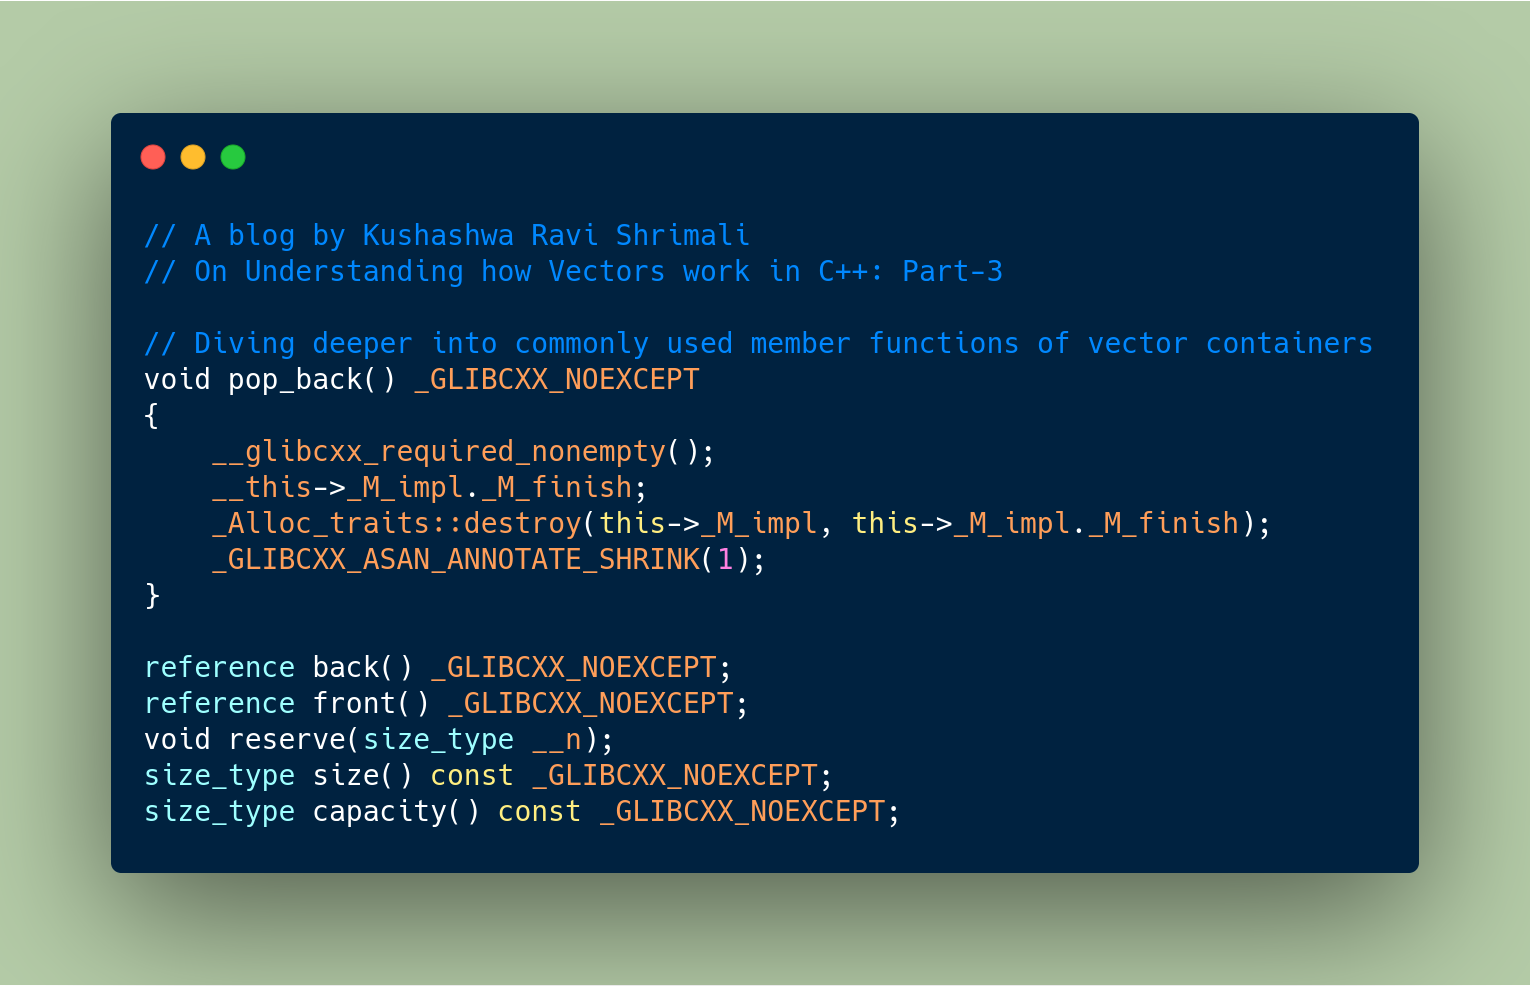 // A blog by Kushashwa Ravi Shrimali
// On Understanding how Vectors work in C++: Part-3
// Diving deeper into commonly used member functions of vector containers
void pop_back() _GLIBCXX_NOEXCEPT
{
    __glibcxx_required_nonempty();
    __this->_M_impl._M_finish;
    _Alloc_traits::destroy(this->_M_impl, this->_M_impl._M_finish);
    _GLIBCXX_ASAN_ANNOTATE_SHRINK(1);
}
reference back() _GLIBCXX_NOEXCEPT;
reference front() _GLIBCXX_NOEXCEPT;
void reserve(size_type __n);
size_type size() const _GLIBCXX_NOEXCEPT;
size_type capacity() const _GLIBCXX_NOEXCEPT;